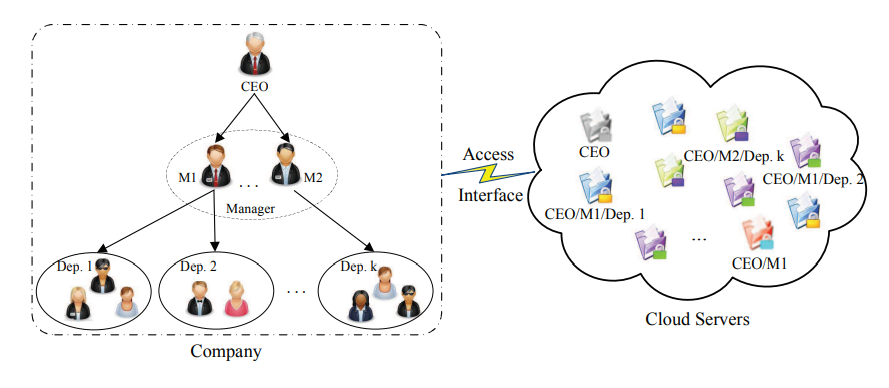 CEO
M1
...
M2
Manager
Dep. 1
Dep. 2
...
Dep. k
Company
Access
Interface
CEO
CEO/M2/Dep. k
CEO/M1/Dep. 2
CEO/M1/Dep. 1
...
CEO/M1
Cloud Servers